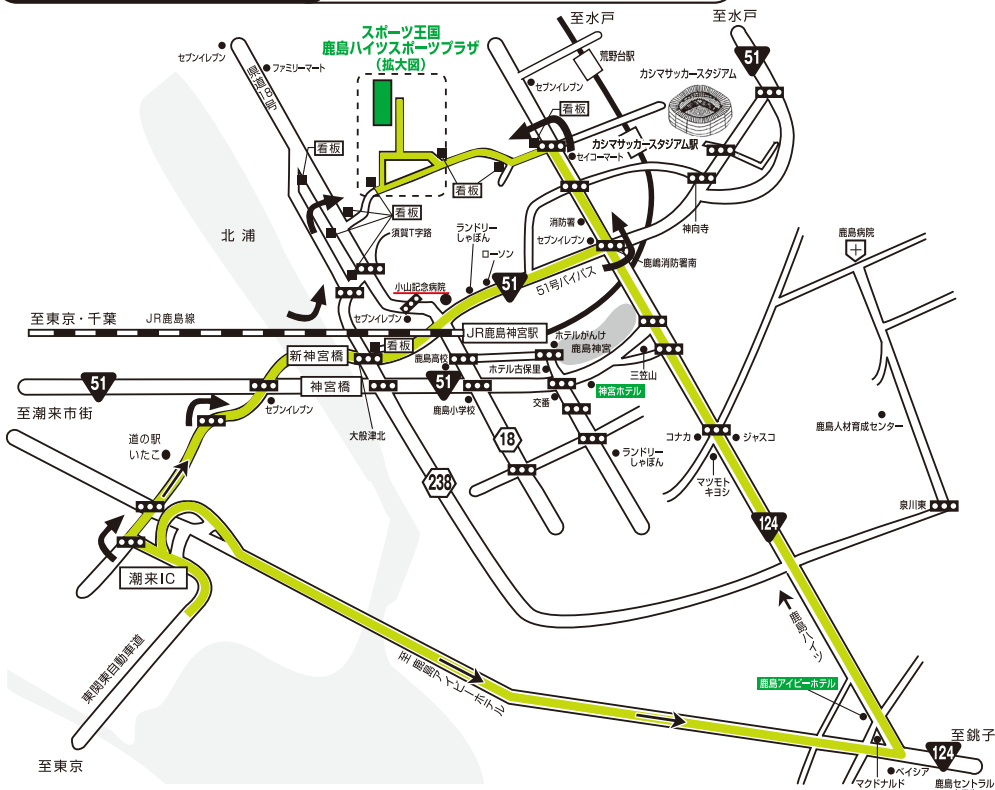 至水戸
至水戸
スポーツ王国
鹿島ハイツスポーツプラザ
（拡大図）
セブンイレブン
ファミリーマート
県道18号
荒野台駅
51
カシマサッカースタジアム
セブンイレブン
看板
看板
カシマサッカースタジアム駅
セイコーマート
看板
看板
北浦
須賀T字路
ランドリー
しゃぼん
ローソン
消防署
セブンイレブン
神向寺
鹿嶋消防署南
鹿島病院
51
51号バイパス
小山記念病院
セブンイレブン
至東京・千葉
JR鹿島線
JR鹿島神宮駅
看板
新神宮橋
鹿島高校
ホテルがんけ
鹿島神宮
ホテル古保里
三笠山
51
神宮橋
51
神宮ホテル
至潮来市街
セブンイレブン
鹿島小学校
交番
大船津北
道の駅
いたこ
18
238
ランドリー
しゃぼん
コナカ
ジャスコ
マツモト
キヨシ
鹿島人材育成センター
泉川東
124
潮来IC
東関東自動車道
至東京
至 鹿島アイビーホテル
鹿島ハイツ
鹿島アイビーホテル
至銚子
124
ベイシア
マクドナルド
鹿島セントラル